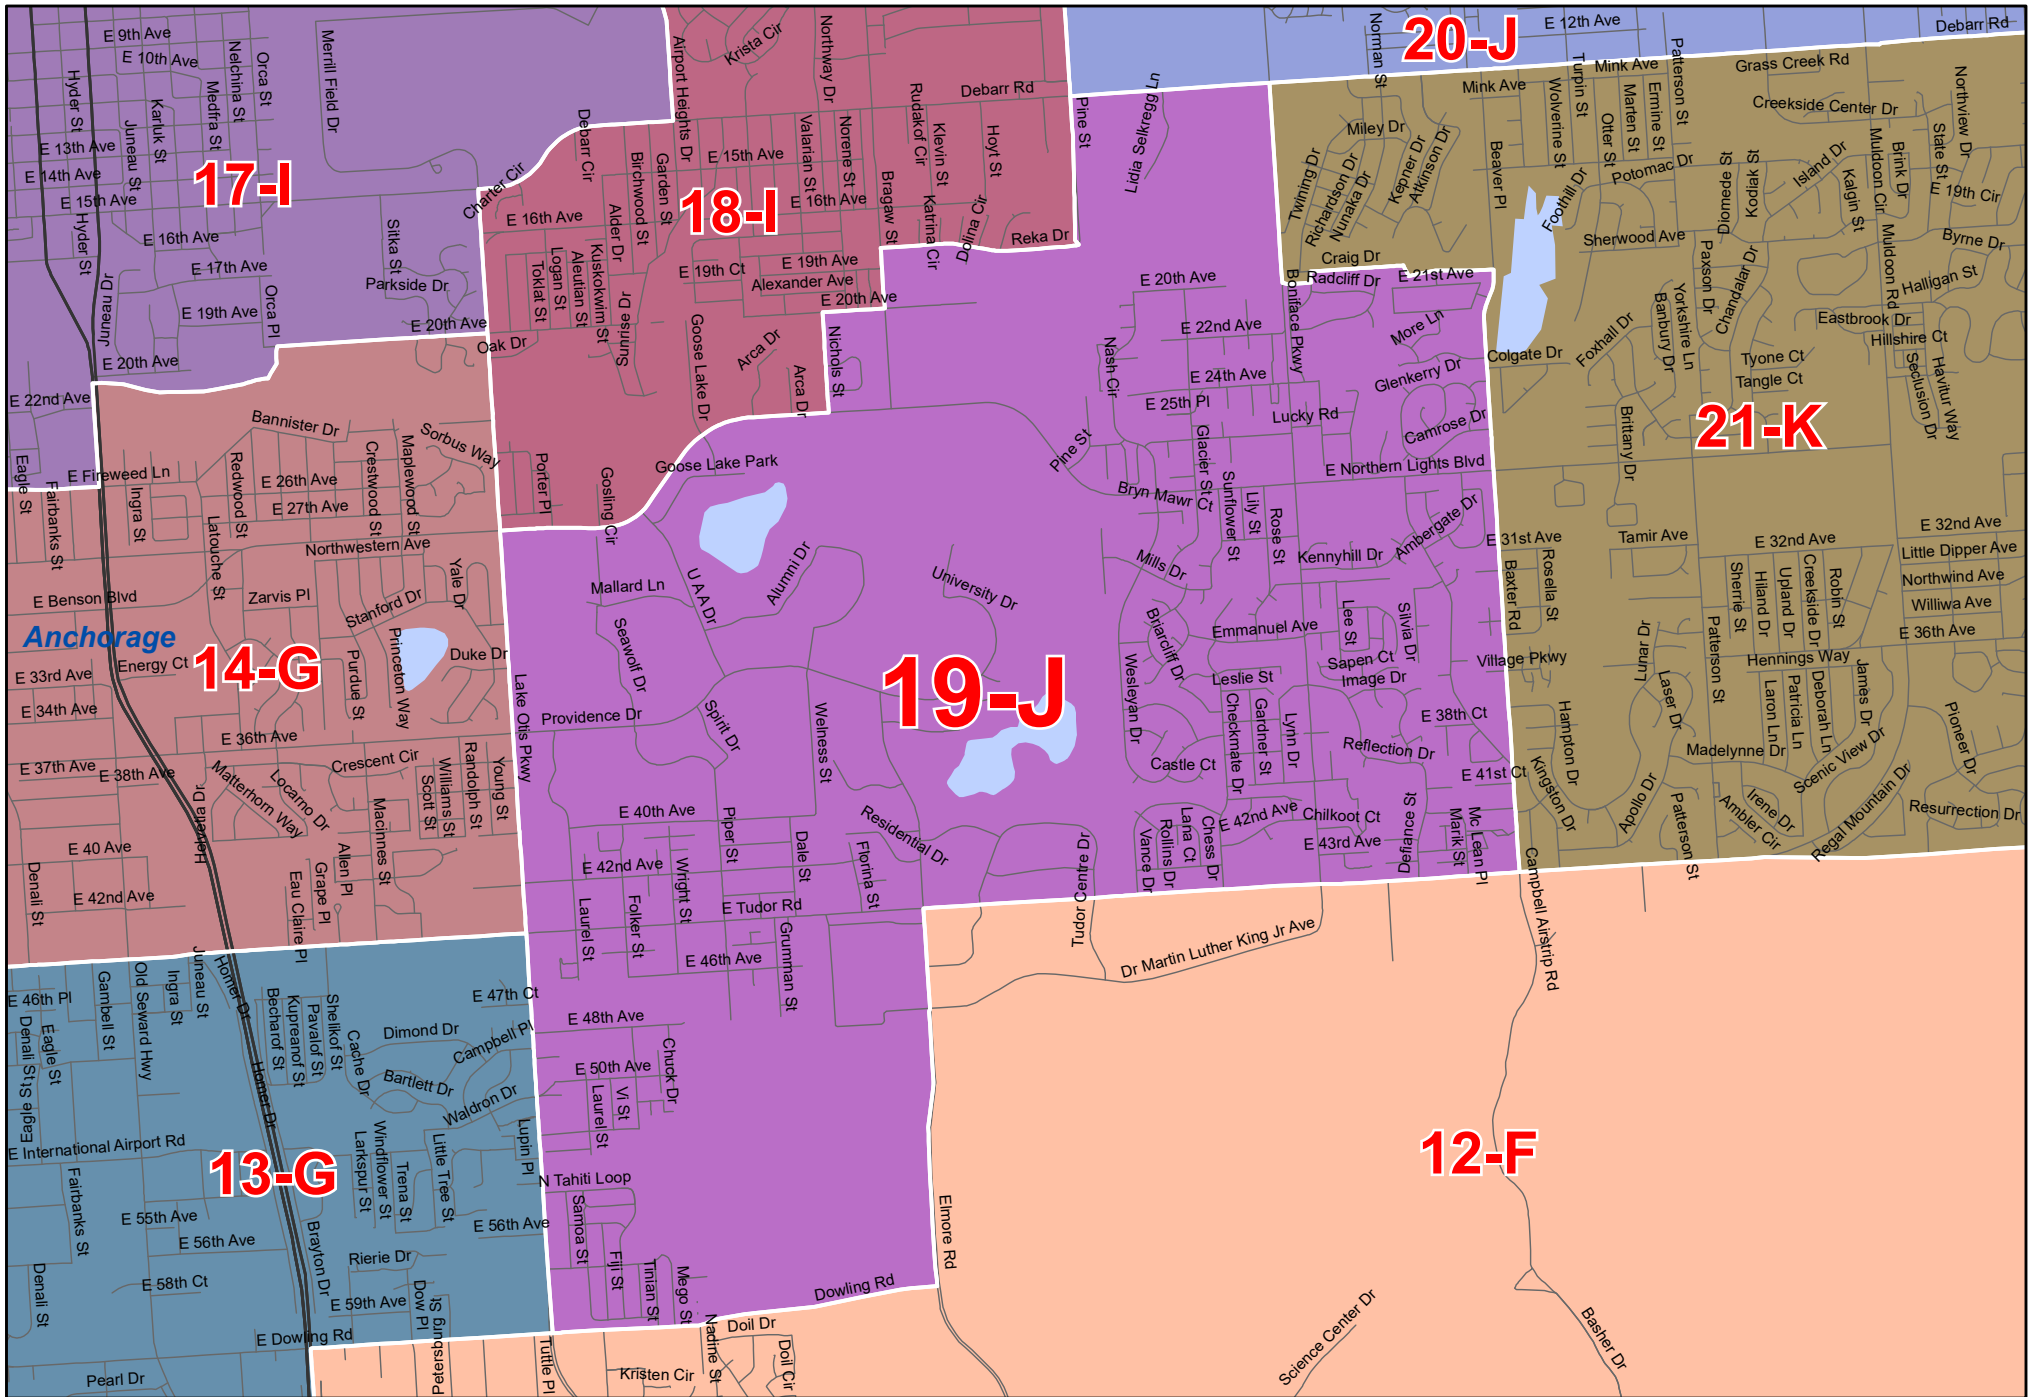 20-J
E 12th Ave
Debarr Rd
Norman St
Turpin St
Patterson St
E 9th Ave
E 10th Ave
Hyder St
Karluk St
Juneau St
Medfra St
Nelchina St
Orca St
Merrill Field Dr
E 13th Ave
E 14th Ave
E 15th Ave
17-I
Hyder St
E 16th Ave
E 17th Ave
Sitka St
Parkside Dr
Juneau Dr
E 19th Ave
Orca Pl
E 20th Ave
E 20th Ave
E 22nd Ave
Eagle St
Airport Heights Dr
Krista Cir
Northway Dr
Debarr Rd
Debarr Cir
Charter Cir
Birchwood St
Garden St
E 15th Ave
Valarian St
Norene St
Rudakof Cir
Klevin St
Hoyt St
18-I
E 16th Ave
E 16th Ave
Alder Dr
Bragaw St
Katrina Cir
Dolina Cir
Reka Dr
Toklat St
Logan St
Aleutian St
Kuskokwim St
Sunrise Dr
E 19th Ct
E 19th Ave
Alexander Ave
E 20th Ave
Oak Dr
Goose Lake Dr
Arca Dr
Arca Dr
Porter Pl
Gosling Cir
Pine St
Lidia Selkregg Ln
Nichols St
E 20th Ave
E 22nd Ave
Nash Cir
E 24th Ave
E 25th Pl
Boniface Pkwy
Radcliff Dr
E 21st Ave
More Ln
Glenkerry Dr
Lucky Rd
Camrose Dr
Pine St
Glacier St
E Northern Lights Blvd
Bryn Mawr Ct
Sunflower St
Lily St
Rose St
Kennyhill Dr
Ambergate Dr
Goose Lake Park
Mallard Ln
U A A Dr
Alumni Dr
University Dr
Mills Dr
Seawolf Dr
Briarcliff Dr
Emmanuel Ave
Lee St
Silvia Dr
Sapen Ct
Image Dr
Leslie St
Wesleyan Dr
Checkmate Dr
Gardner St
Lynn Dr
19-J
Lake Otis Pkwy
Providence Dr
Spirit Dr
Welness St
E 38th Ct
Reflection Dr
Castle Ct
E 41st Ct
E 40th Ave
Piper St
Dale St
Residential Dr
Florina St
Tudor Centre Dr
Vance Dr
Rollins Dr
Lana Ct
Chess Dr
E 42nd Ave
Chilkoot Ct
E 43rd Ave
Defiance St
Marik St
Mc Lean Pl
E 42nd Ave
Wright St
Laurel St
Folker St
E Tudor Rd
Grumman St
E 46th Ave
E 48th Ave
E 50th Ave
Chuck Dr
Laurel St
Vi St
N Tahiti Loop
Samoa St
Fiji St
Tinian St
Mego St
Dowling Rd
Mink Ave
Mink Ave
Grass Creek Rd
Creekside Center Dr
Northview Dr
Wolverine St
Otter St
Marten St
Ermine St
Miley Dr
Beaver Pl
Twining Dr
Richardson Dr
Nunaka Dr
Kepner Dr
Atkinson Dr
Craig Dr
Foothill Dr
Potomac Dr
Diomede St
Kodiak St
Island Dr
Kalgin St
Muldoon Cir
Brink Dr
State St
E 19th Cir
Sherwood Ave
Paxson Dr
Chandalar Dr
Muldoon Rd
Byrne Dr
Halligan St
Yorkshire Ln
Banbury Dr
Foxhall Dr
Colgate Dr
Eastbrook Dr
Hillshire Ct
Tyone Ct
Tangle Ct
Seclusion Dr
Havitur Way
21-K
Brittany Dr
E 31st Ave
Tamir Ave
E 32nd Ave
E 32nd Ave
Little Dipper Ave
Northwind Ave
Williwa Ave
E 36th Ave
Baxter Rd
Rosella St
Sherrie St
Hiland Dr
Upland Dr
Creekside Dr
Robin St
Village Pkwy
Lunar Dr
Laser Dr
Patterson St
Hennings Way
Laron Ln
Patricia Ln
Deborah Ln
James Dr
Pioneer Dr
Hampton Dr
Madelynne Dr
Scenic View Dr
Kingston Dr
Apollo Dr
Patterson St
Irene Dr
Ambler Cir
Regal Mountain Dr
Resurrection Dr
E Fireweed Ln
Bannister Dr
Sorbus Way
Redwood St
E 26th Ave
E 27th Ave
Crestwood St
Maplewood St
Fairbanks St
Ingra St
Latouche St
Northwestern Ave
Yale Dr
E Benson Blvd
Zarvis Pl
Stanford Dr
Anchorage
14-G
Princeton Way
Purdue St
Duke Dr
Energy Ct
E 33rd Ave
E 34th Ave
E 36th Ave
E 37th Ave
E 38th Ave
Crescent Cir
Matterhorn Way
Locarno Dr
Helvetia Dr
Macinnes St
Scott St
Williams St
Randolph St
Young St
E 40 Ave
Allen Pl
Grape Pl
Eau Claire Pl
E 42nd Ave
Denali St
Juneau St
Homer Dr
E 46th Pl
Gambell St
Old Seward Hwy
Ingra St
Denali St
Eagle St
Eagle St
Becharof St
Kupreanof St
Pavalof St
Shelikof St
Cache Dr
Dimond Dr
E 47th Ct
Campbell Pl
Bartlett Dr
Waldron Dr
Homer Dr
E International Airport Rd
13-G
Larkspur St
Windflower St
Trena St
Little Tree St
Lupin Pl
Fairbanks St
E 55th Ave
E 56th Ave
E 56th Ave
Brayton Dr
Rierie Dr
E 58th Ct
Denali St
E 59th Ave
Dow Pl
Petersburg St
E Dowling Rd
Pearl Dr
Tuttle Pl
Kristen Cir
Nadine St
Doil Dr
Doil Cir
Elmore Rd
Dr Martin Luther King Jr Ave
Campbell Airstrip Rd
12-F
Science Center Dr
Basher Dr